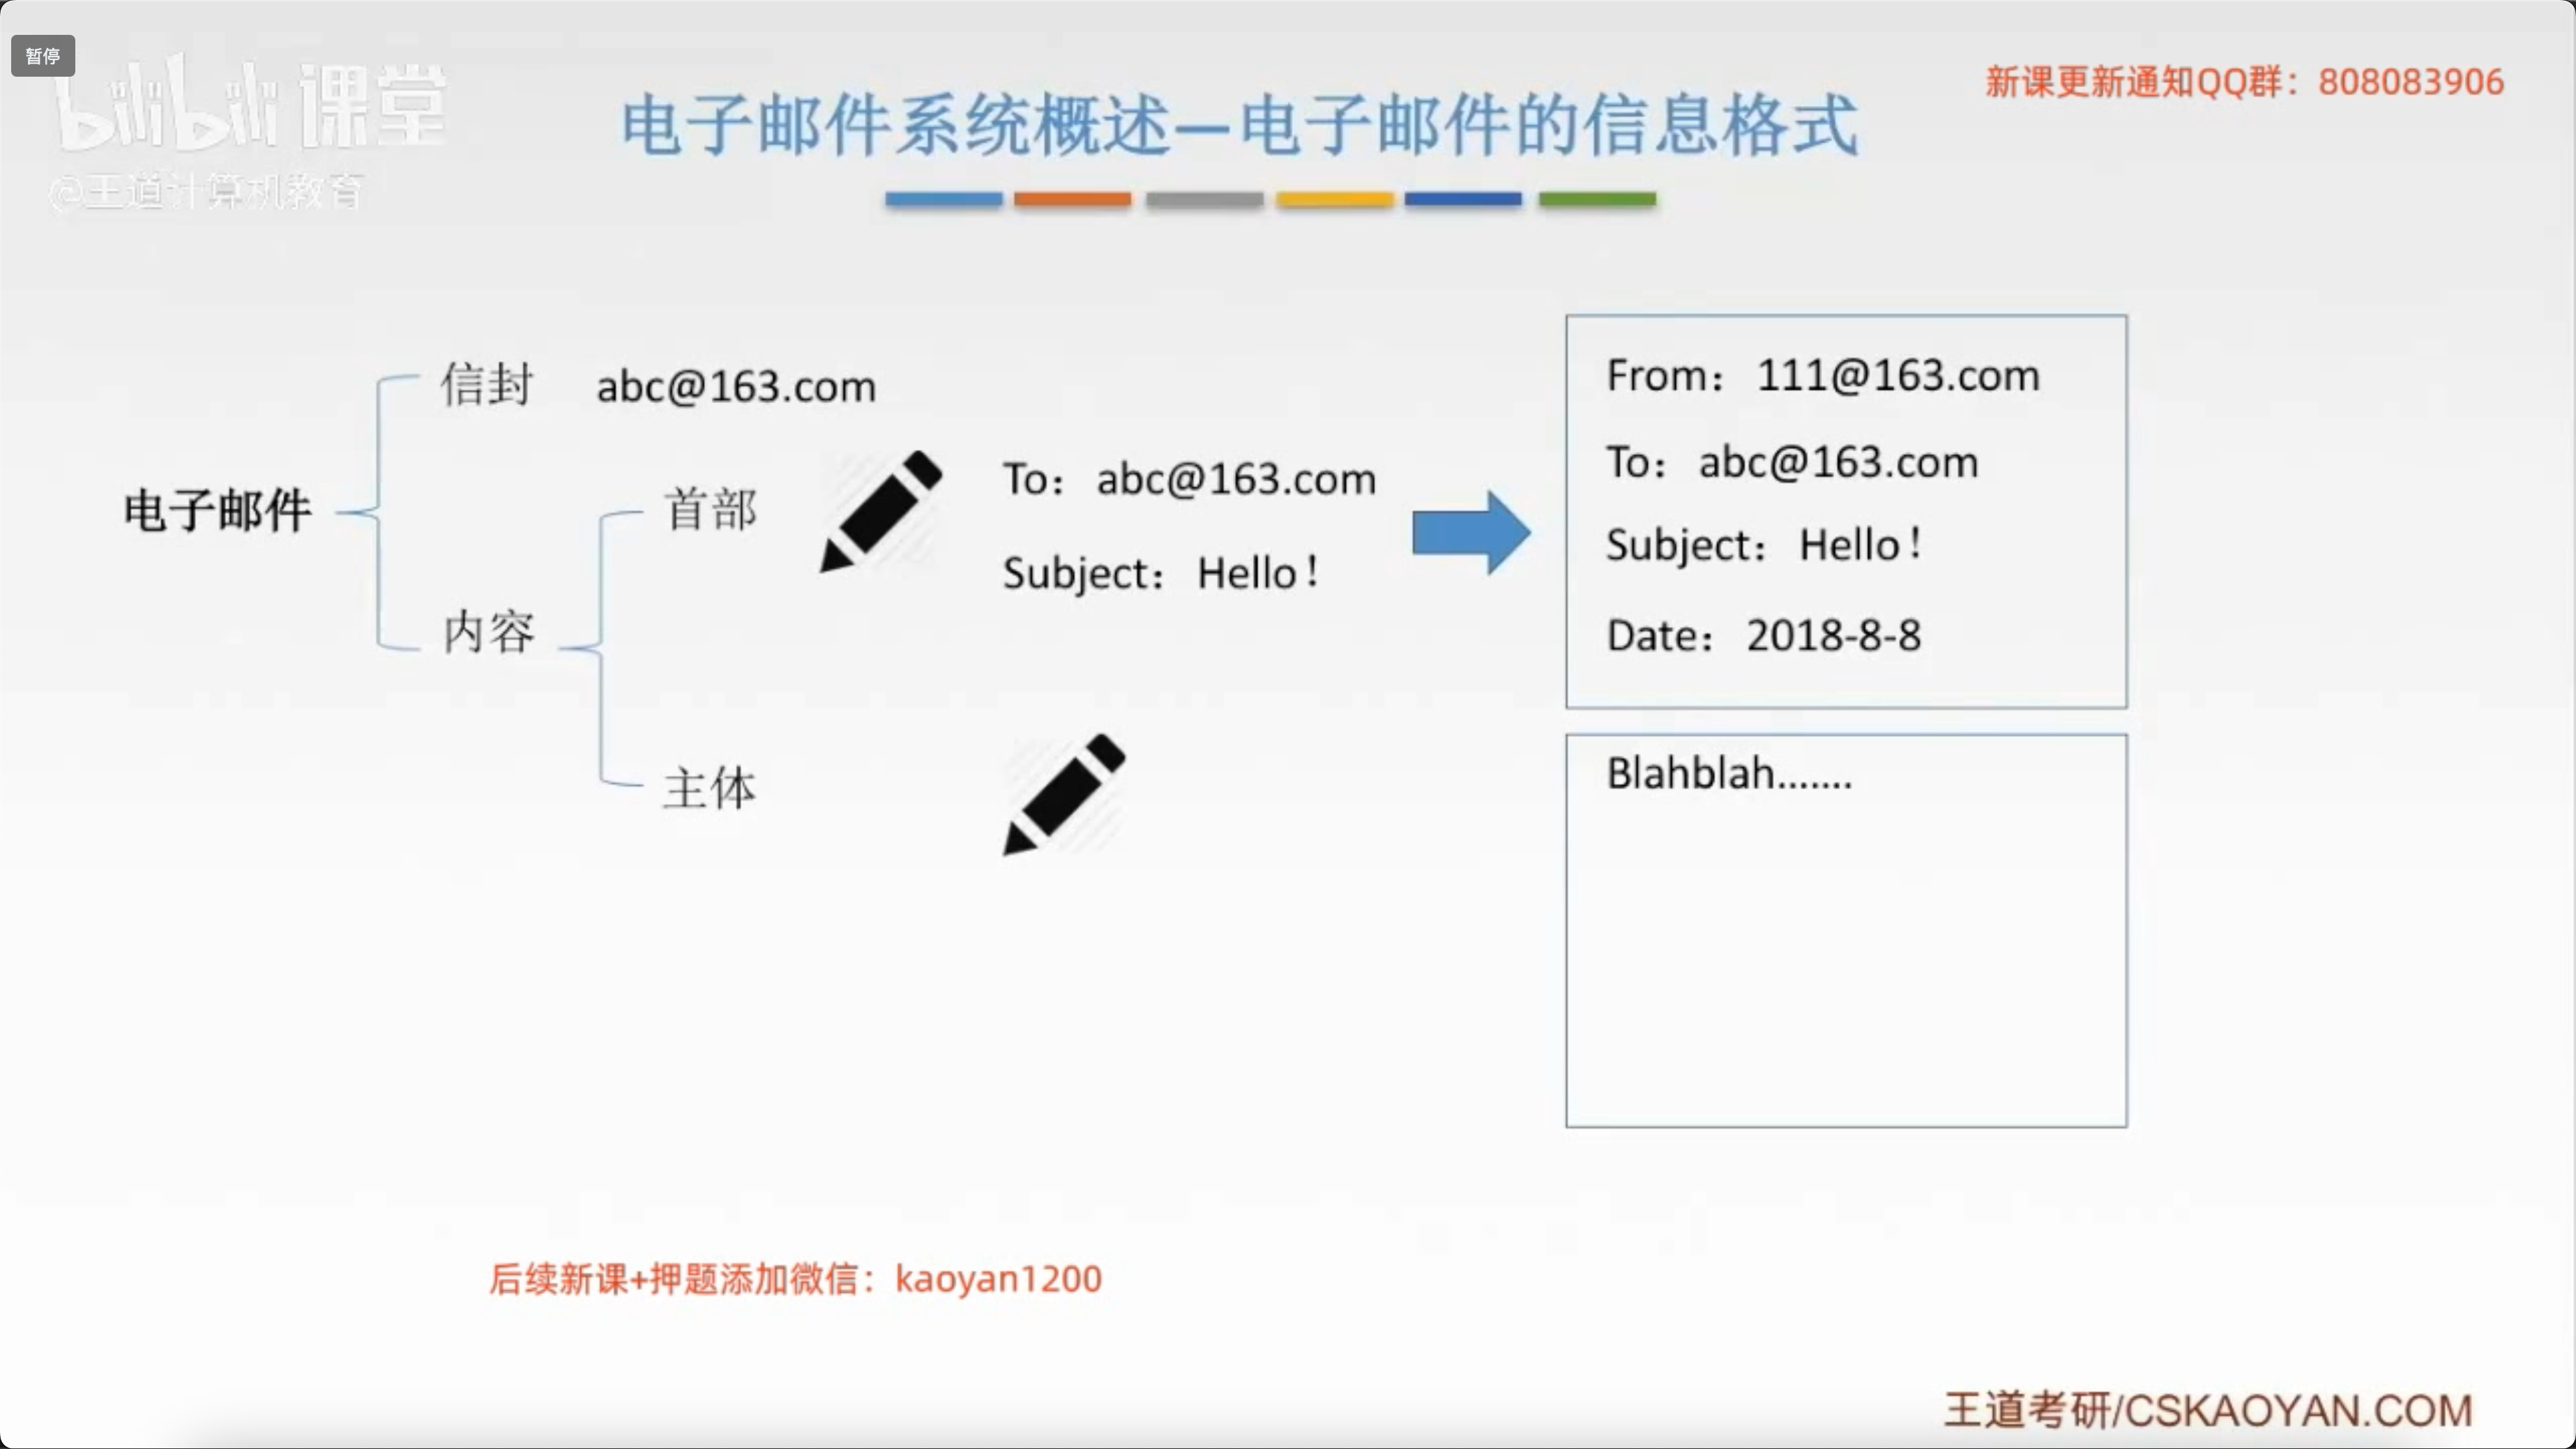 暂停
bilibili 课堂
@王道计算机教育
新课更新通知QQ群：808083906
电子邮件系统概述—电子邮件的信息格式
电子邮件
信封 abc@163.com
内容
首部
To：abc@163.com
Subject：Hello！
主体
From：111@163.com
To：abc@163.com
Subject：Hello！
Date：2018-8-8
Blahblah.......
后续新课+押题添加微信：kaoyan1200
王道考研/CSKAOYAN.COM